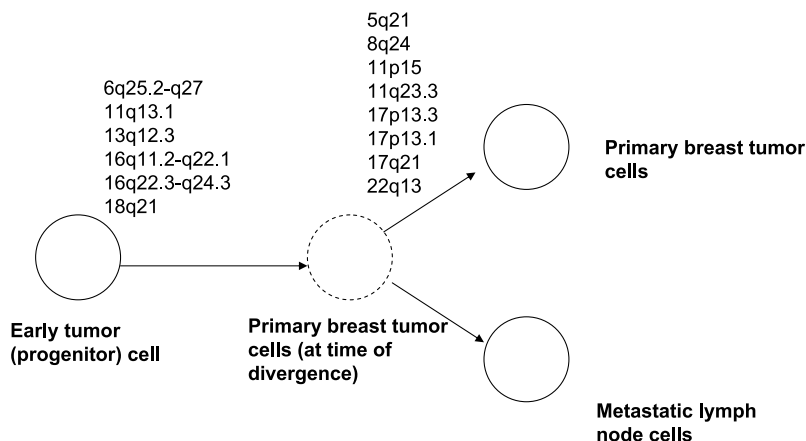 5q21
8q24
11p15
11q23.3
17p13.3
17p13.1
17q21
22q13
6q25.2-q27
11q13.1
13q12.3
16q11.2-q22.1
16q22.3-q24.3
18q21
Primary breast tumor
cells
Early tumor
(progenitor) cell
Primary breast tumor
cells (at time of
divergence)
Metastatic lymph
node cells